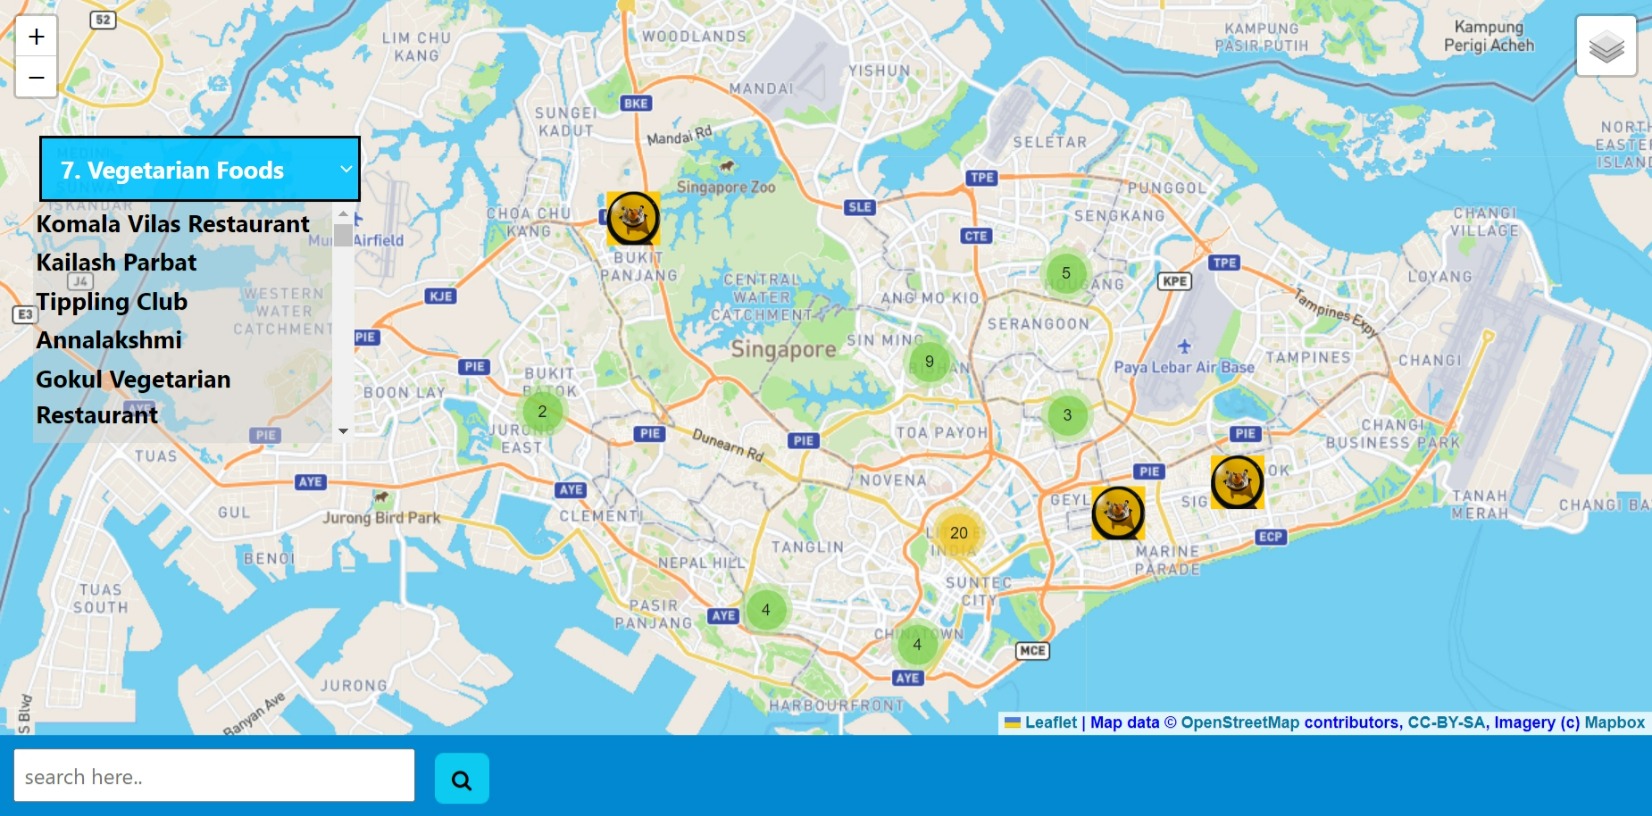 52
+
−
LIM CHU
KANG
WOODLANDS
KAMPUNG
PASIR PUTIH
Kampung
Perigi Acheh
YISHUN
MANDAI
BKE
SUNGEI
KADUT
Mandai Rd
SELETAR
NORTH
EASTE
ISLAN
7. Vegetarian Foods
ISKANDAR
Singapore Zoo
TPE
PUNGGOL
SLE
SENGKANG
CHOA CHU
KANG
CTE
CHANGI
VILLAGE
Komala Vilas Restaurant
Airfield
Kailash Parbat
J4
BUKIT
PANJANG
TPE
5
HOUGANG
KPE
LOYANG
Tippling Club
WESTERN
WATER
CATCHMENT
KJE
CENTRAL
WATER
CATCHMENT
ANG MO KIO
Tampines Expy
E3
Annalakshmi
PIE
SIN MING
SERANGOON
Singapore
9
Paya Lebar Air Base
TAMPINES
CHANGI
Gokul Vegetarian
Restaurant
PIE
BOON LAY
BUKIT
BATOK
2
JURONG
EAST
3
PIE
PIE
Dunearn Rd
PIE
TOA PAYOH
PIE
CHANGI
BUSINESS PARK
TUAS
AYE
AYE
NOVENA
PIE
OK
GEYL
SIG
TANAH
MERAH
CHANGI BA
GUL
Jurong Bird Park
CLEMENTI
20
INDIA
ECP
TANGLIN
BENOI
NEPAL HILL
MARINE
PARADE
SUNTEC
CITY
TUAS
SOUTH
PASIR
PANJANG
AYE
4
CHINATOWN
4
MCE
AYE
JURONG
HARBOURFRONT
S Blvd
Banyan Ave
Leaflet | Map data © OpenStreetMap contributors, CC-BY-SA, Imagery (c) Mapbox
search here..